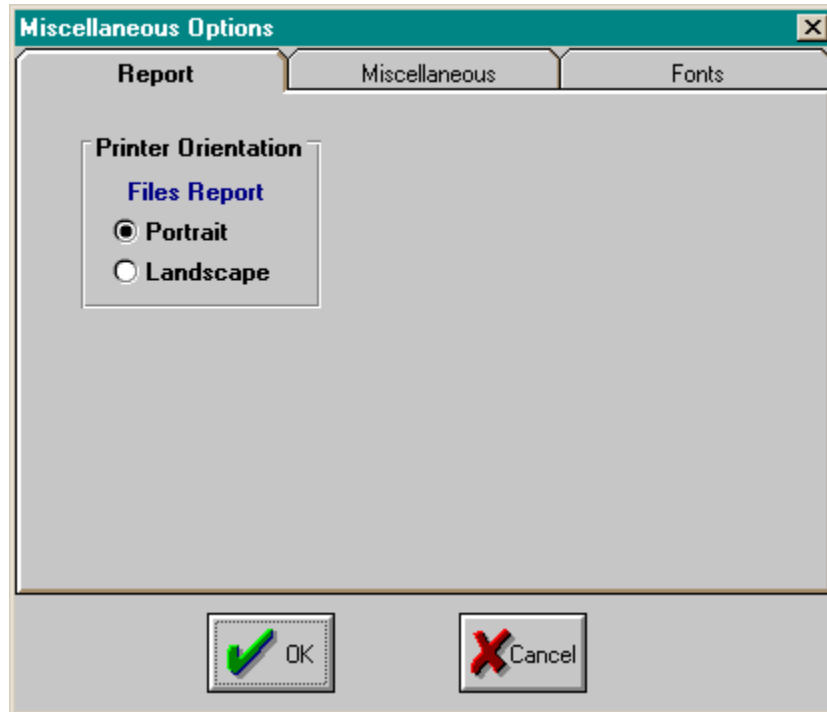 Miscellaneous Options
Report Miscellaneous Fonts
Printer Orientation
Files Report
Portrait
Landscape
OK Cancel